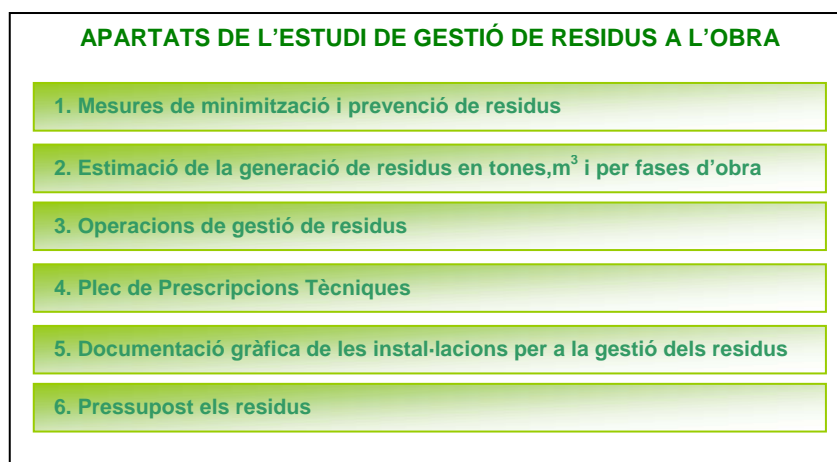 APARTATS DE L'ESTUDI DE GESTIÓ DE RESIDUS A L'OBRA
1. Mesures de minimització i prevenció de residus
2. Estimació de la generació de residus en tones,m³ i per fases d'obra
3. Operacions de gestió de residus
4. Plec de Prescripcions Tècniques
5. Documentació gràfica de les instal·lacions per a la gestió dels residus
6. Pressupost els residus